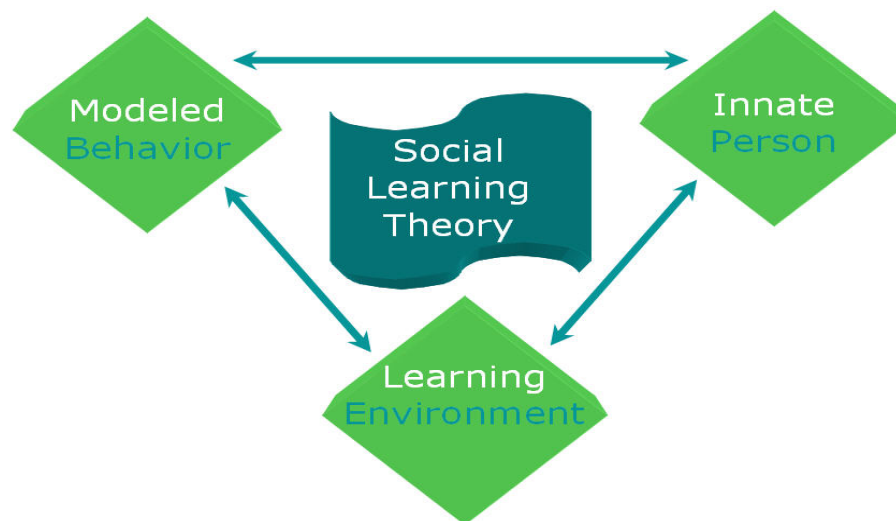 Modeled
Behavior
Innate
Person
Social
Learning
Theory
Learning
Environment